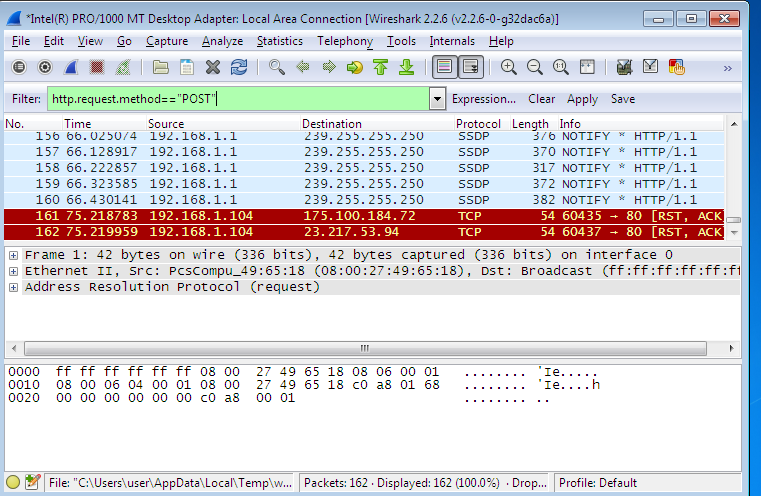 *Intel(R) PRO/1000 MT Desktop Adapter: Local Area Connection [Wireshark 2.2.6 (v2.2.6-0-g32dac6a)]
File Edit View Go Capture Analyze Statistics Telephony Tools Internals Help
1:1
»
Filter: http.request.method=="POST" Expression... Clear Apply Save
No. Time Source Destination Protocol Length Info
156 66.025074 192.168.1.1 239.255.255.250 SSDP 376 NOTIFY * HTTP/1.1
157 66.128917 192.168.1.1 239.255.255.250 SSDP 370 NOTIFY * HTTP/1.1
158 66.222857 192.168.1.1 239.255.255.250 SSDP 317 NOTIFY * HTTP/1.1
159 66.323585 192.168.1.1 239.255.255.250 SSDP 372 NOTIFY * HTTP/1.1
160 66.430141 192.168.1.1 239.255.255.250 SSDP 382 NOTIFY * HTTP/1.1
161 75.218783 192.168.1.104 175.100.184.72 TCP 54 60435 → 80 [RST, ACK
162 75.219959 192.168.1.104 23.217.53.94 TCP 54 60437 → 80 [RST, ACK
Frame 1: 42 bytes on wire (336 bits), 42 bytes captured (336 bits) on interface 0
Ethernet II, Src: PcsCompu_49:65:18 (08:00:27:49:65:18), Dst: Broadcast (ff:ff:ff:ff:ff:ff
Address Resolution Protocol (request)
0000 ff ff ff ff ff ff 08 00 27 49 65 18 08 06 00 01 ........ 'Ie.....
0010 08 00 06 04 00 01 08 00 27 49 65 18 c0 a8 01 68 ........ 'Ie....h
0020 00 00 00 00 00 00 c0 a8 00 01 ........ ..
File: "C:\Users\user\AppData\Local\Temp\w... Packets: 162 · Displayed: 162 (100.0%) · Drop... Profile: Default